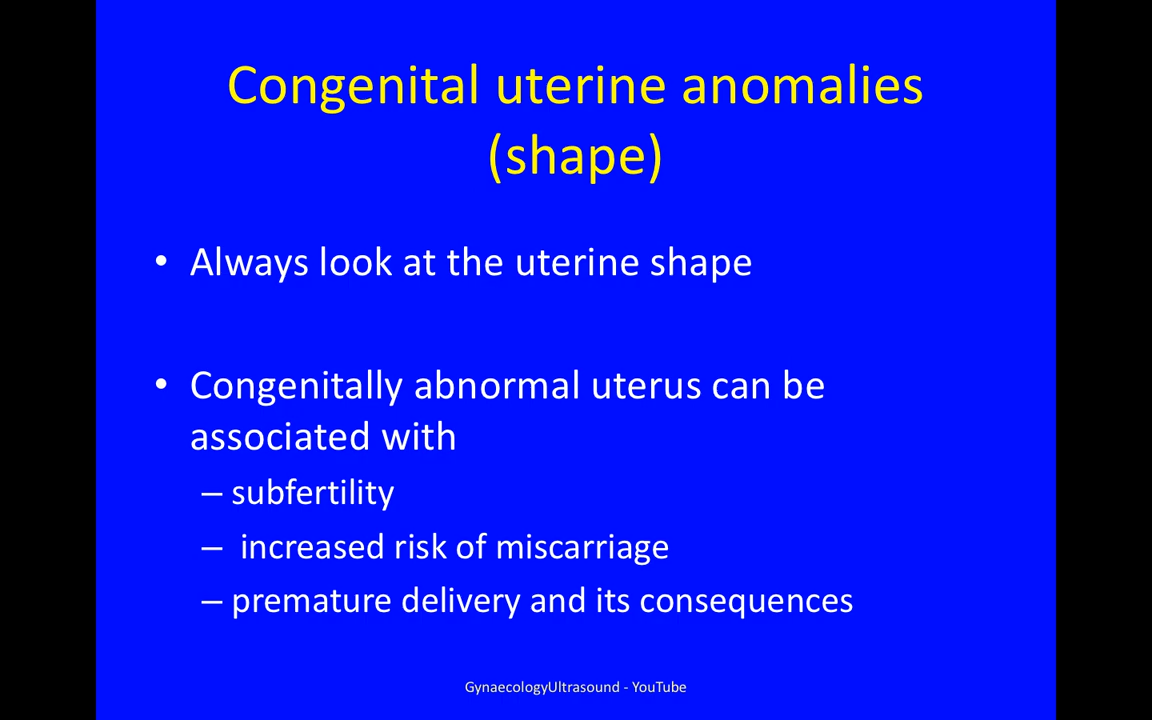 Congenital uterine anomalies
(shape)
• Always look at the uterine shape
• Congenitally abnormal uterus can be
associated with
– subfertility
– increased risk of miscarriage
– premature delivery and its consequences
GynaecologyUltrasound - YouTube